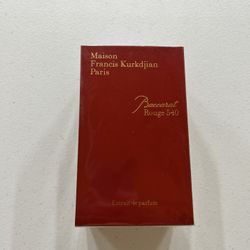 Maison
Francis Kurkdjian
Paris
Baccarat
Rouge 540
Extrait de parfum